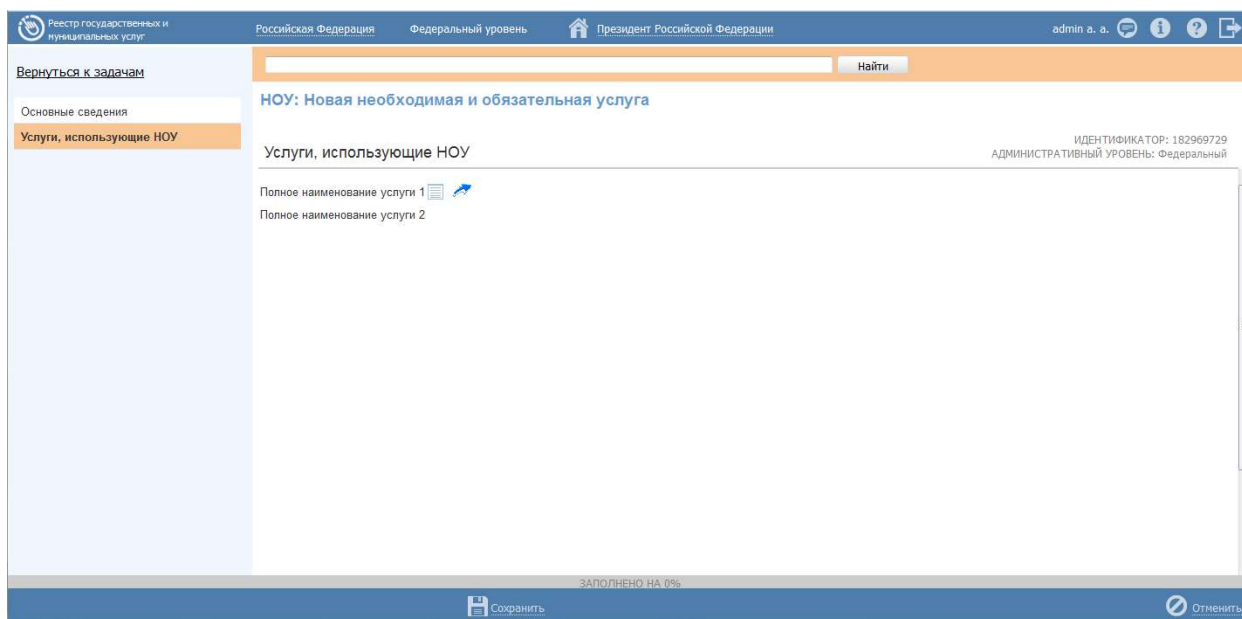 Реестр государственных и
муниципальных услуг
Российская Федерация Федеральный уровень Президент Российской Федерации admin a. a.
Вернуться к задачам
Найти
Основные сведения
Услуги, использующие НОУ
НОУ: Новая необходимая и обязательная услуга
Услуги, использующие НОУ
ИДЕНТИФИКАТОР: 182969729
АДМИНИСТРАТИВНЫЙ УРОВЕНЬ: Федеральный
Полное наименование услуги 1
Полное наименование услуги 2
ЗАПОЛНЕНО НА 0%
Сохранить Отменить